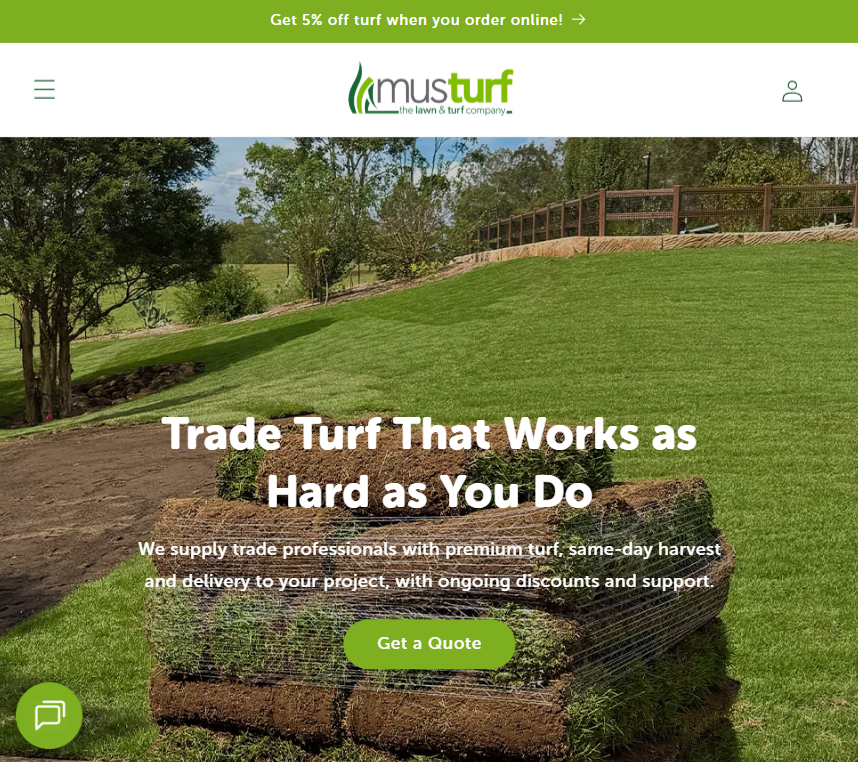 Get 5% off turf when you order online! →
musturf
the lawn & turf company
Trade Turf That Works as
Hard as You Do
We supply trade professionals with premium turf, same-day harvest
and delivery to your project, with ongoing discounts and support.
Get a Quote